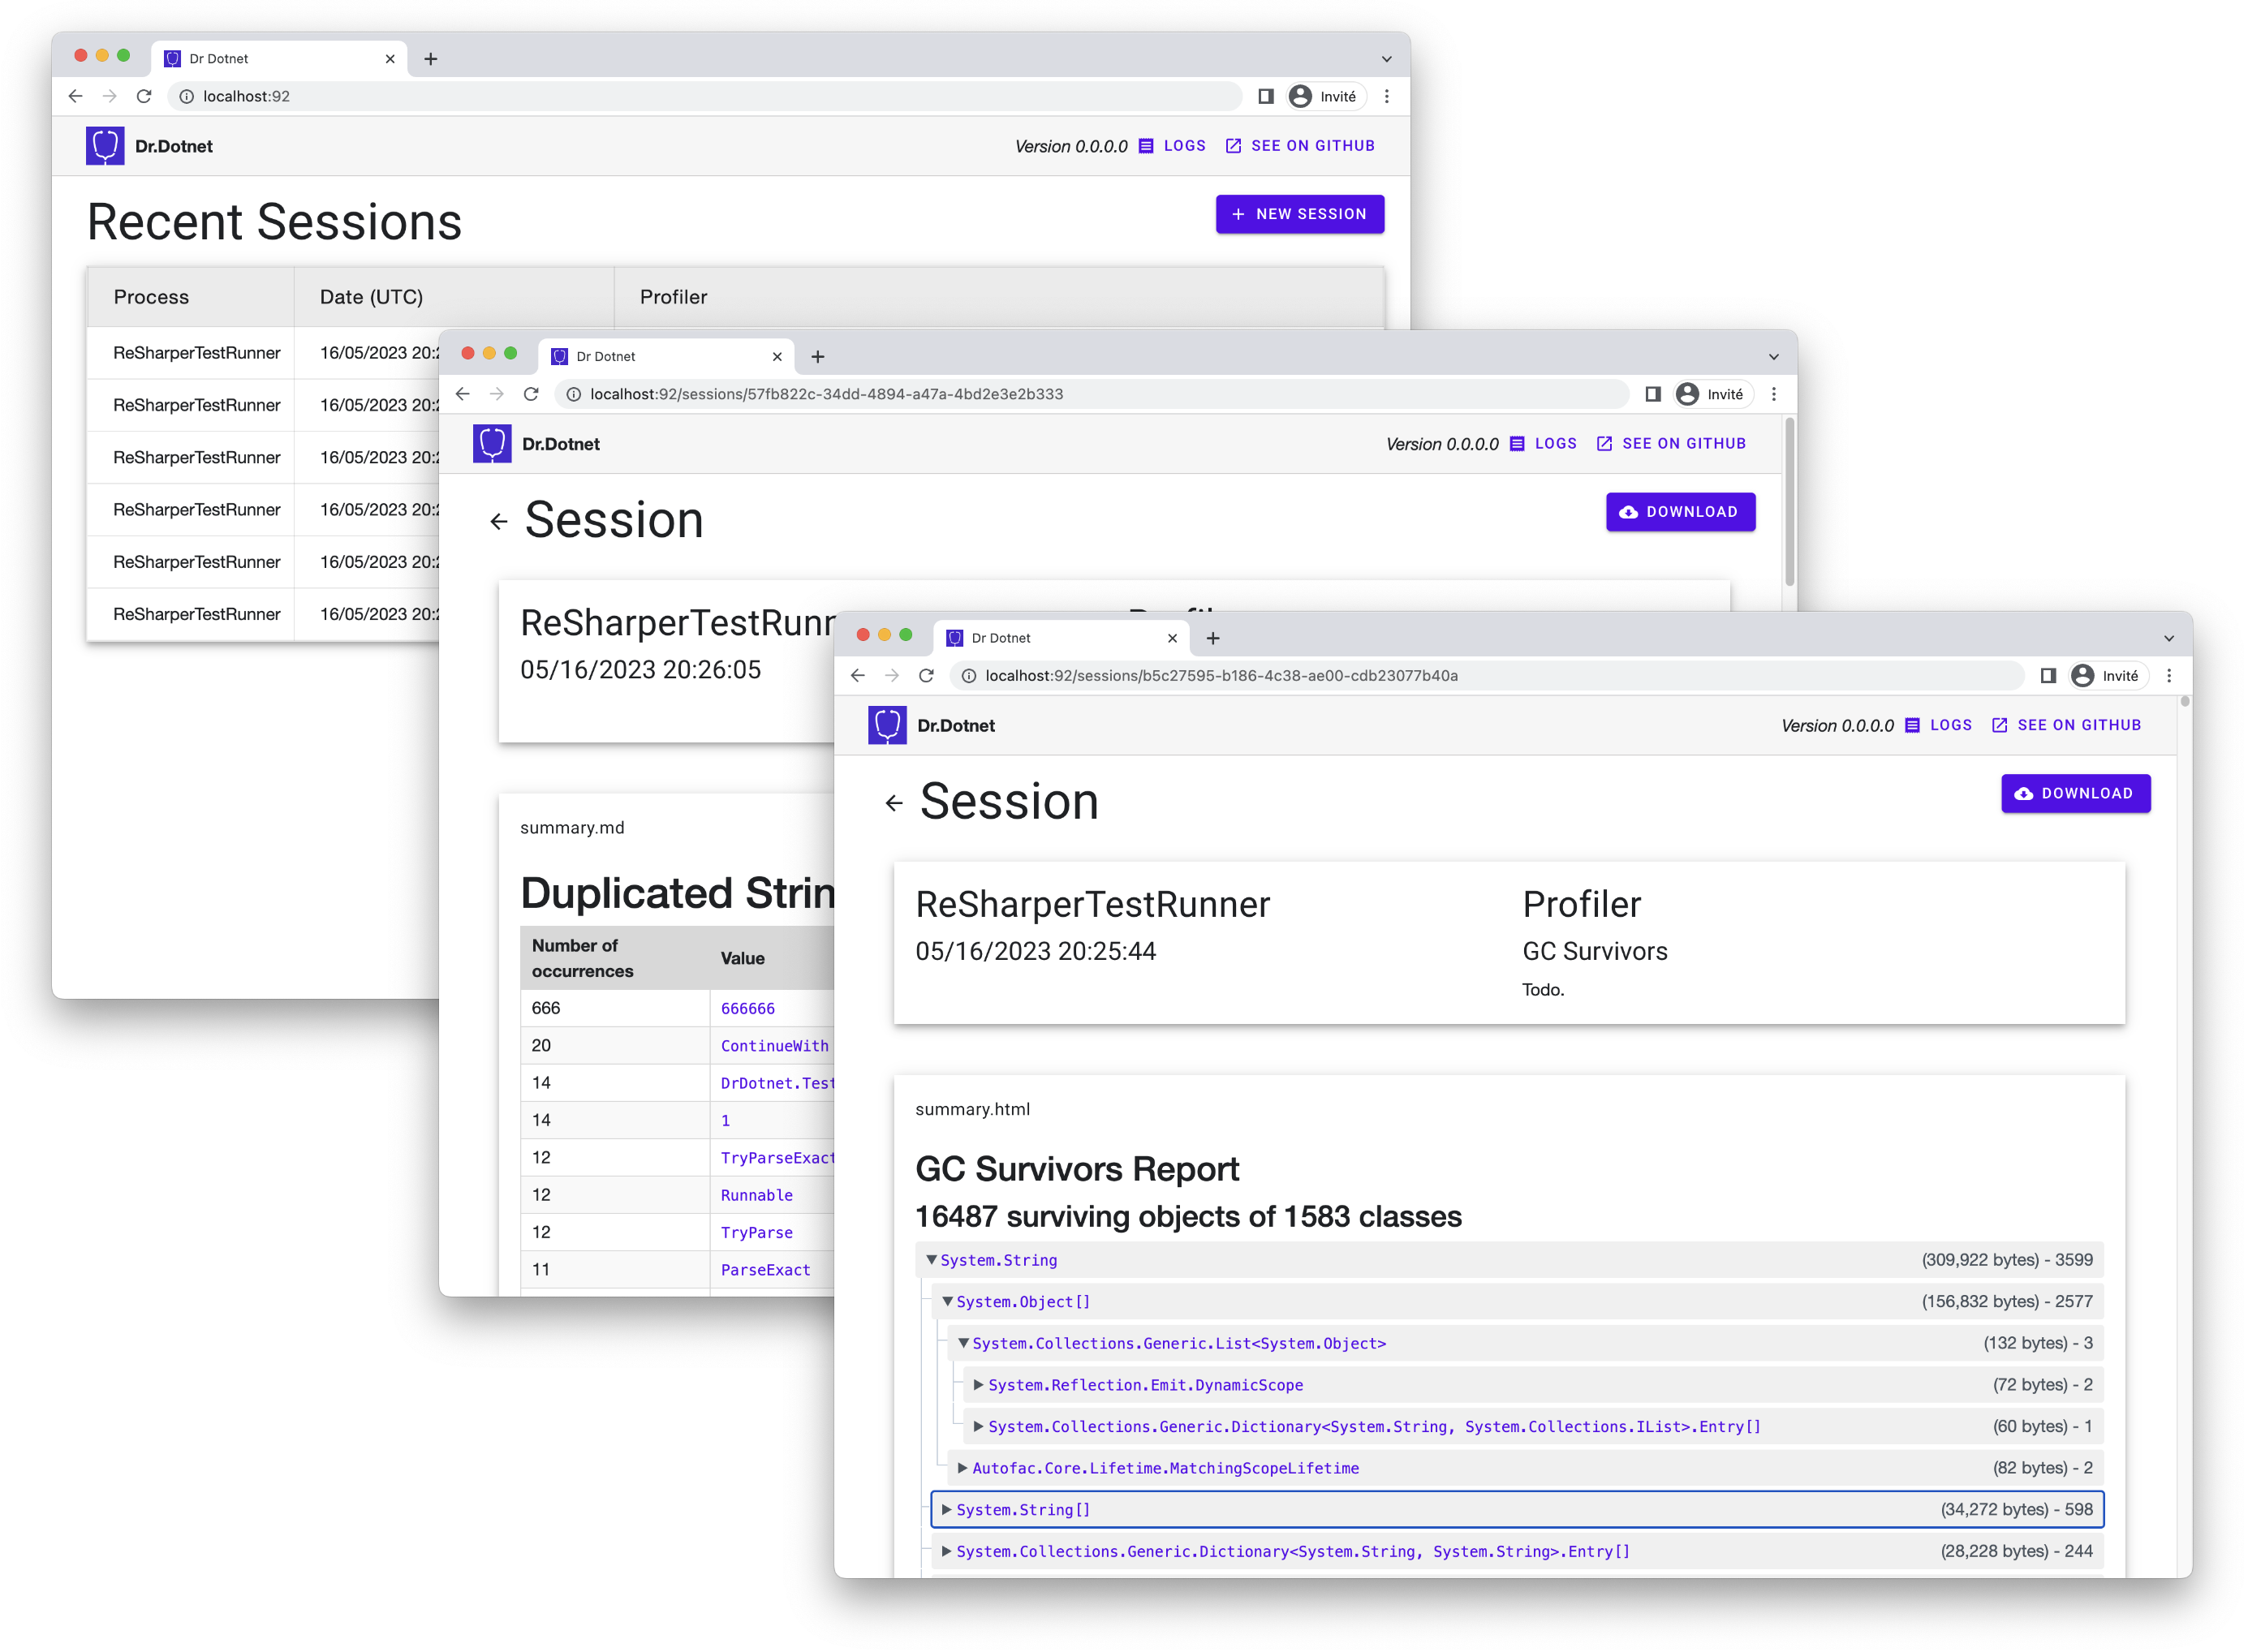 Dr Dotnet
localhost:92
Invité
Dr.Dotnet
Version 0.0.0.0 LOGS SEE ON GITHUB
Recent Sessions
+ NEW SESSION
Process Date (UTC) Profiler
ReSharperTestRunner 16/05/2023 20:2
ReSharperTestRunner 16/05/2023 20:2
ReSharperTestRunner 16/05/2023 20:2
ReSharperTestRunner 16/05/2023 20:2
ReSharperTestRunner 16/05/2023 20:2
ReSharperTestRunner 16/05/2023 20:2
Dr Dotnet
localhost:92/sessions/57fb822c-34dd-4894-a47a-4bd2e3e2b333
Invité
Dr.Dotnet
Version 0.0.0.0 LOGS SEE ON GITHUB
Session
DOWNLOAD
ReSharperTestRunn
05/16/2023 20:26:05
summary.md
Duplicated Strin
Number of occurrences Value
666 666666
20 ContinueWith
14 DrDotnet.Test
14 1
12 TryParseExact
12 Runnable
12 TryParse
11 ParseExact
Dr Dotnet
localhost:92/sessions/b5c27595-b186-4c38-ae00-cdb23077b40a
Invité
Dr.Dotnet
Version 0.0.0.0 LOGS SEE ON GITHUB
Session
DOWNLOAD
ReSharperTestRunner
05/16/2023 20:25:44
Profiler
GC Survivors
Todo.
summary.html
GC Survivors Report
16487 surviving objects of 1583 classes
System.String (309,922 bytes) - 3599
System.Object[] (156,832 bytes) - 2577
System.Collections.Generic.List<System.Object> (132 bytes) - 3
System.Reflection.Emit.DynamicScope (72 bytes) - 2
System.Collections.Generic.Dictionary<System.String, System.Collections.IList>.Entry[] (60 bytes) - 1
Autofac.Core.Lifetime.MatchingScopeLifetime (82 bytes) - 2
System.String[] (34,272 bytes) - 598
System.Collections.Generic.Dictionary<System.String, System.String>.Entry[] (28,228 bytes) - 244